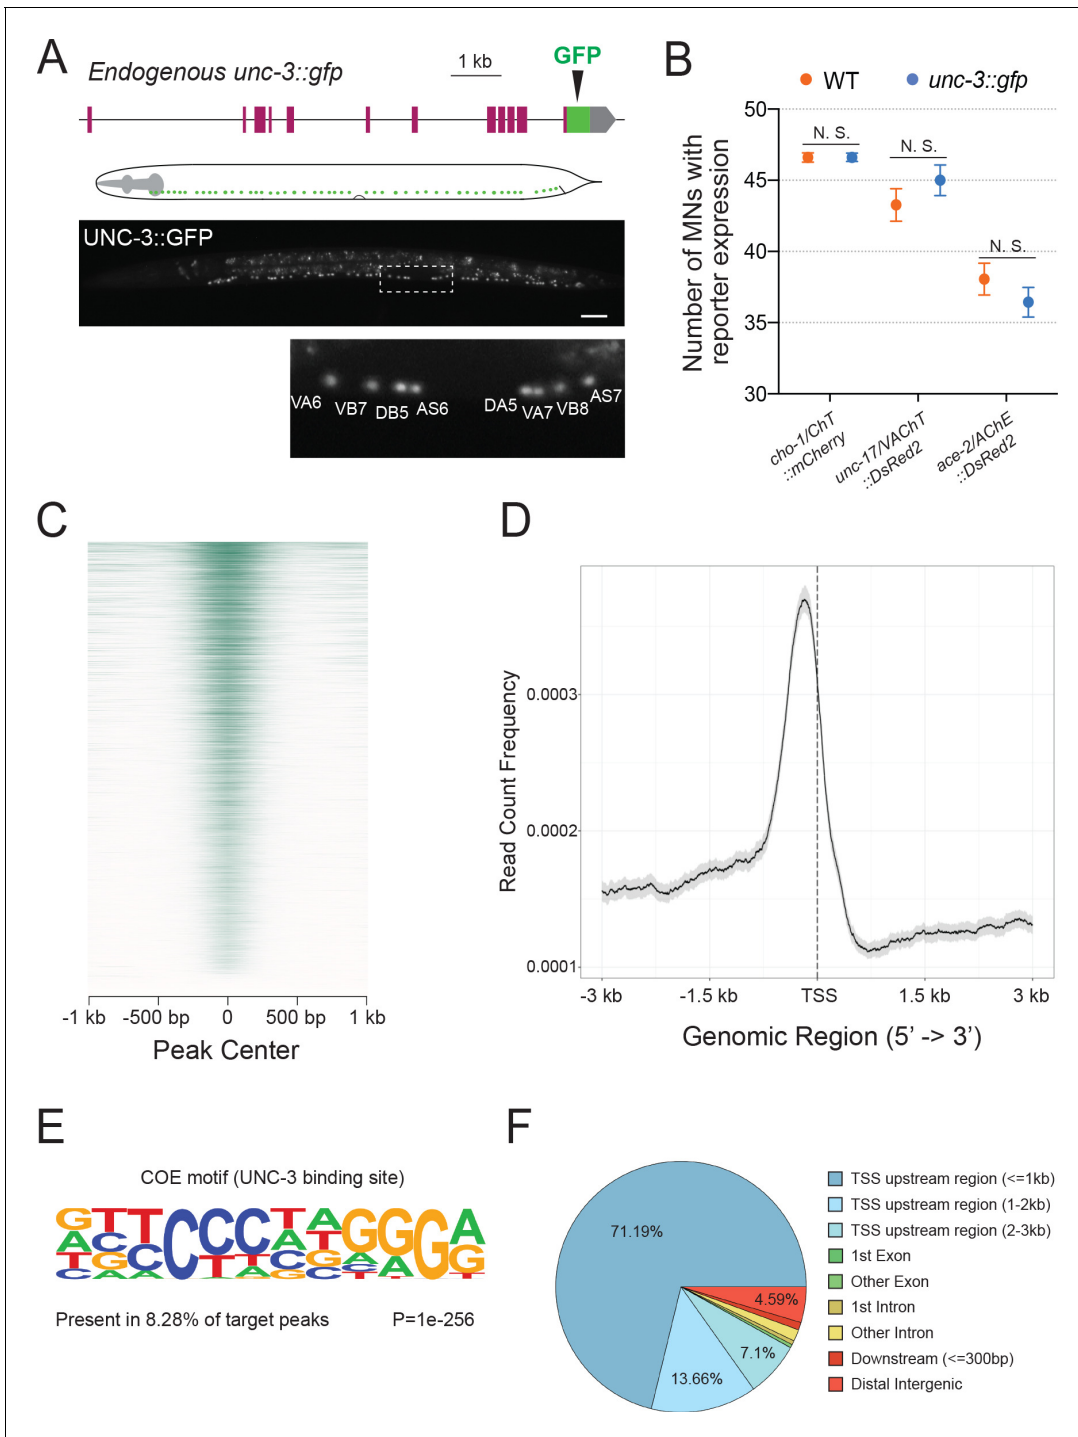 A
Endogenous unc-3::gfp
1 kb
GFP
UNC-3::GFP
VA6
VB7
DB5
AS6
DA5
VA7
VB8
AS7
B
WT
unc-3::gfp
Number of MNs with
reporter expression
50
45
40
35
30
N. S.
N. S.
N. S.
cho-1/ChT
::mCherry
unc-17/VAChT
::DsRed2
ace-2/AChE
::DsRed2
C
-1 kb
-500 bp
0
500 bp
1 kb
Peak Center
D
Read Count Frequency
0.0003
0.0002
0.0001
-3 kb
-1.5 kb
TSS
1.5 kb
3 kb
Genomic Region (5' -> 3')
E
COE motif (UNC-3 binding site)
GTTCCCTAGGGA
Present in 8.28% of target peaks
P=1e-256
F
71.19%
13.66%
7.1%
4.59%
TSS upstream region (<=1kb)
TSS upstream region (1-2kb)
TSS upstream region (2-3kb)
1st Exon
Other Exon
1st Intron
Other Intron
Downstream (<=300bp)
Distal Intergenic